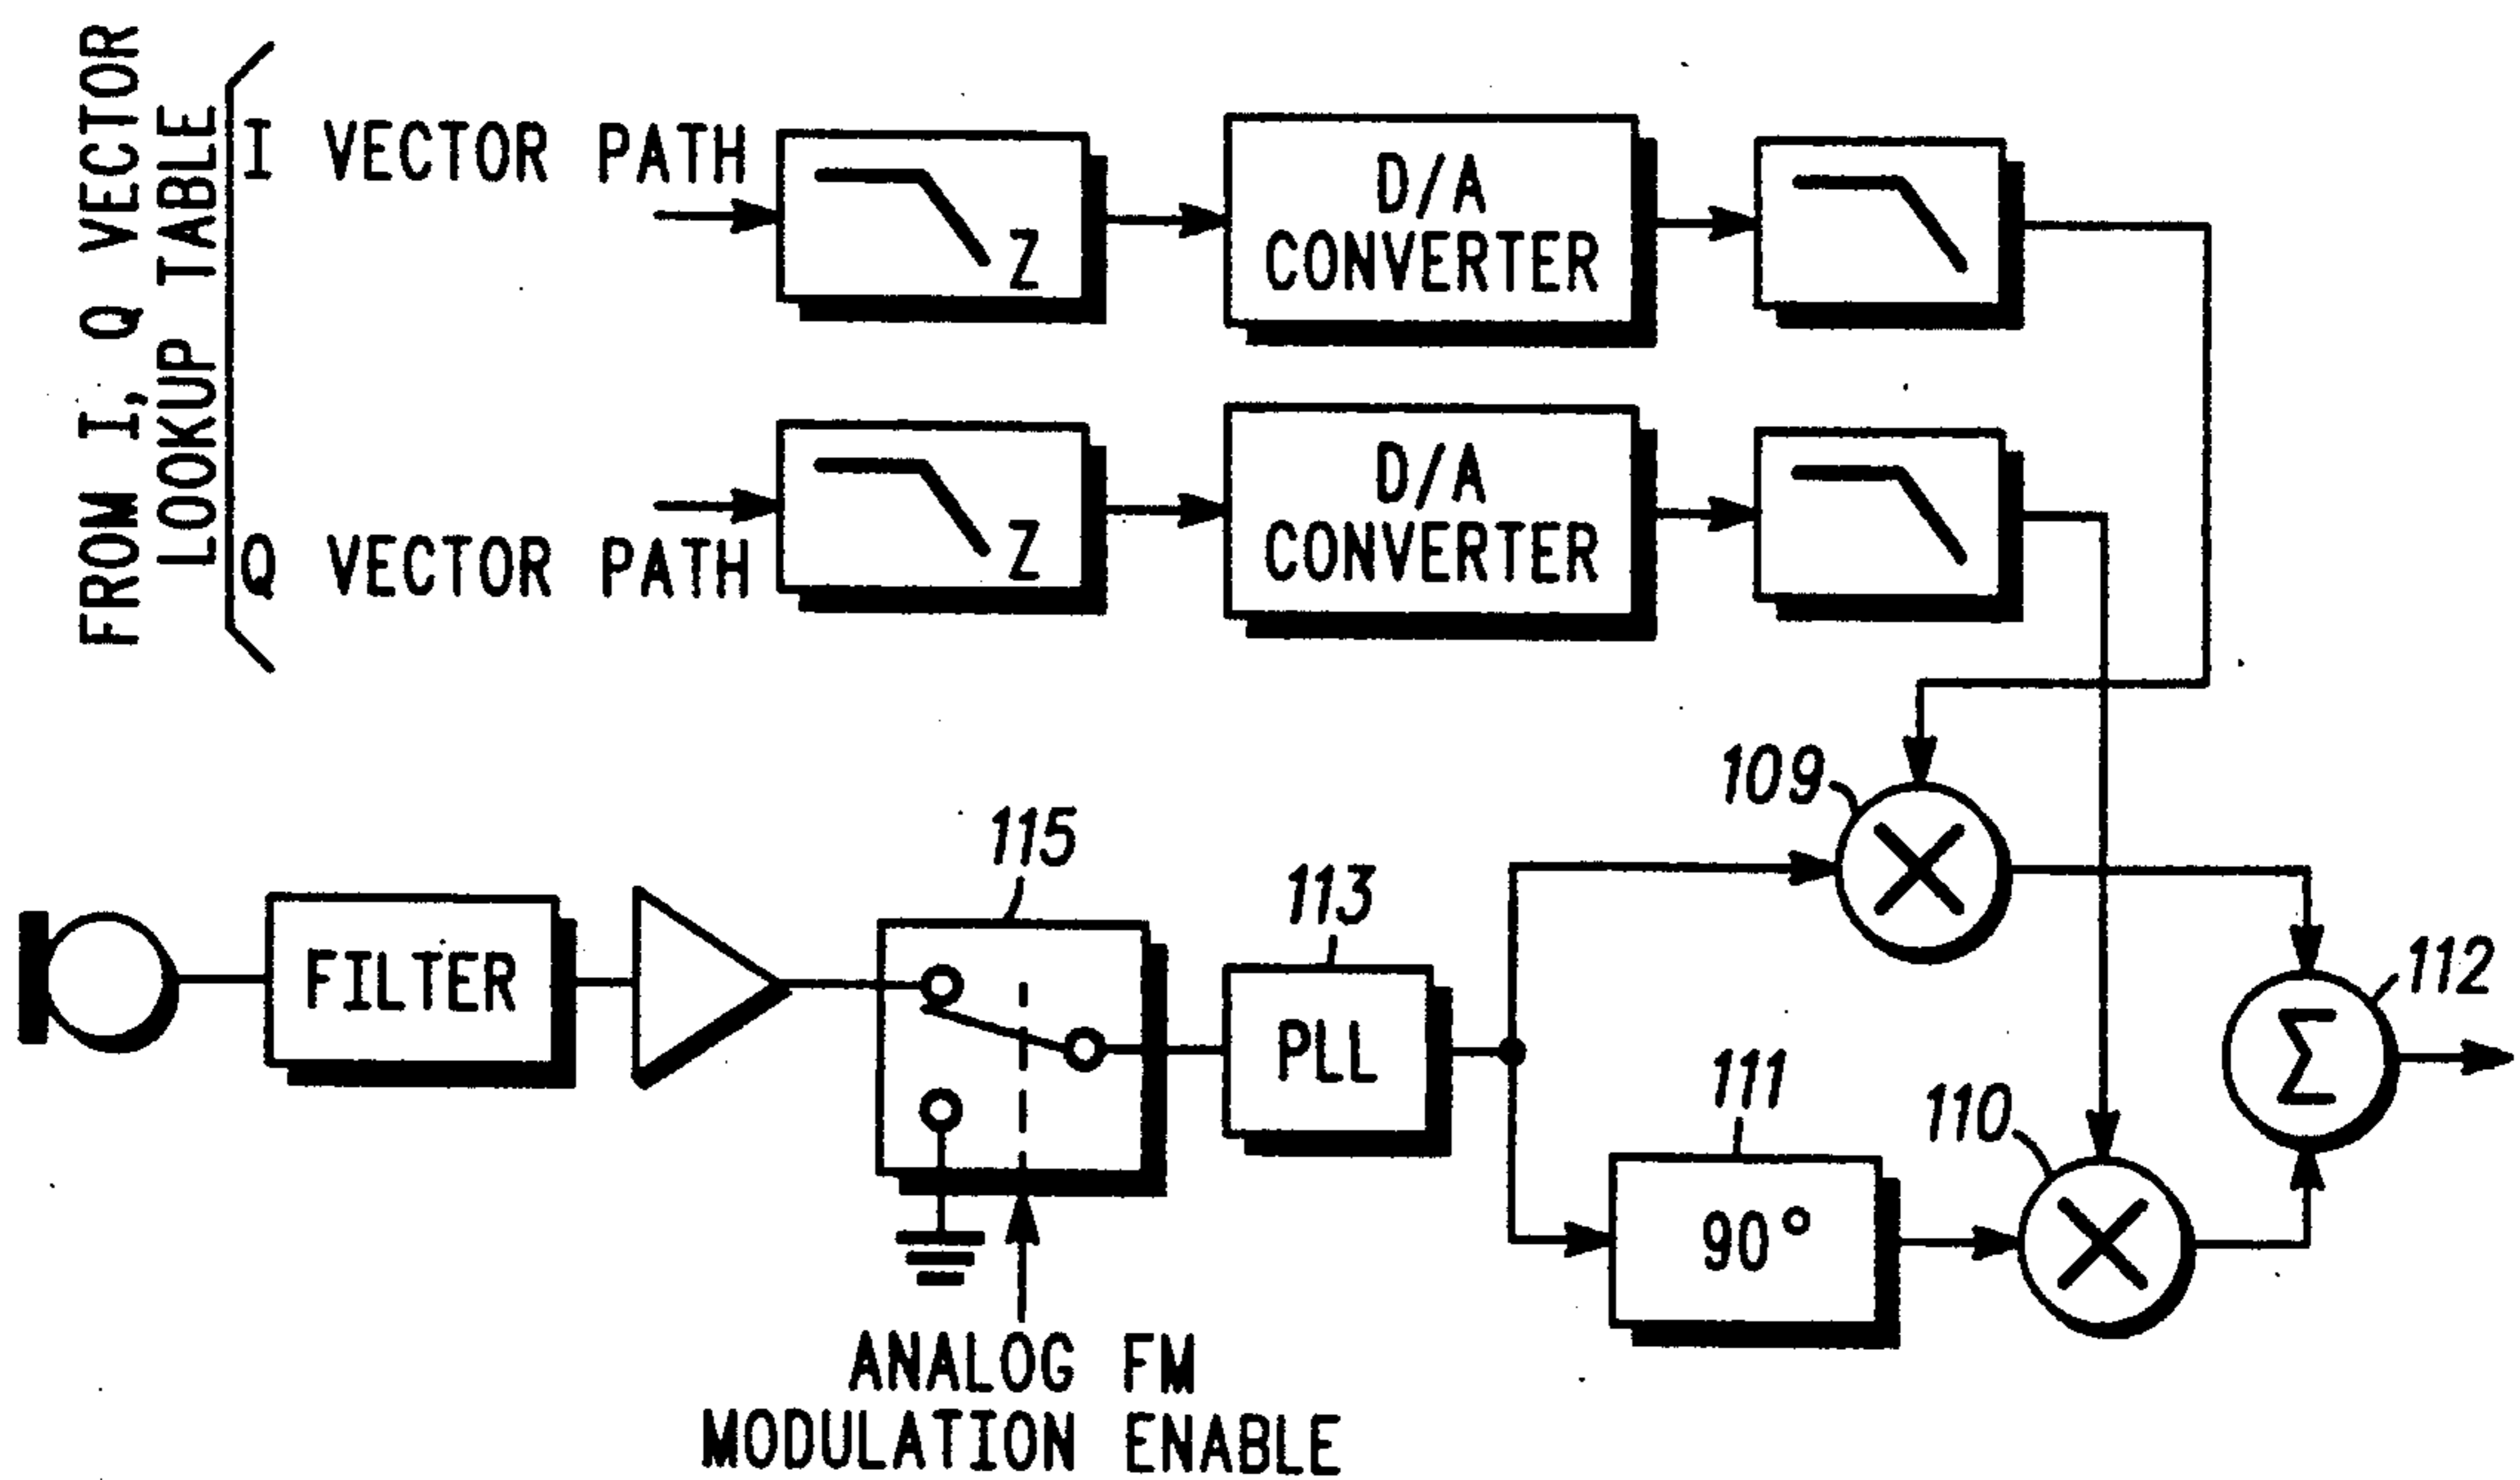 FROM I, Q VECTOR
LOOKUP TABLE
I VECTOR PATH
Z
D/A
CONVERTER
Q VECTOR PATH
Z
D/A
CONVERTER
109
115
113
FILTER
PLL
112
111
110
90°
Σ
ANALOG FM
MODULATION ENABLE